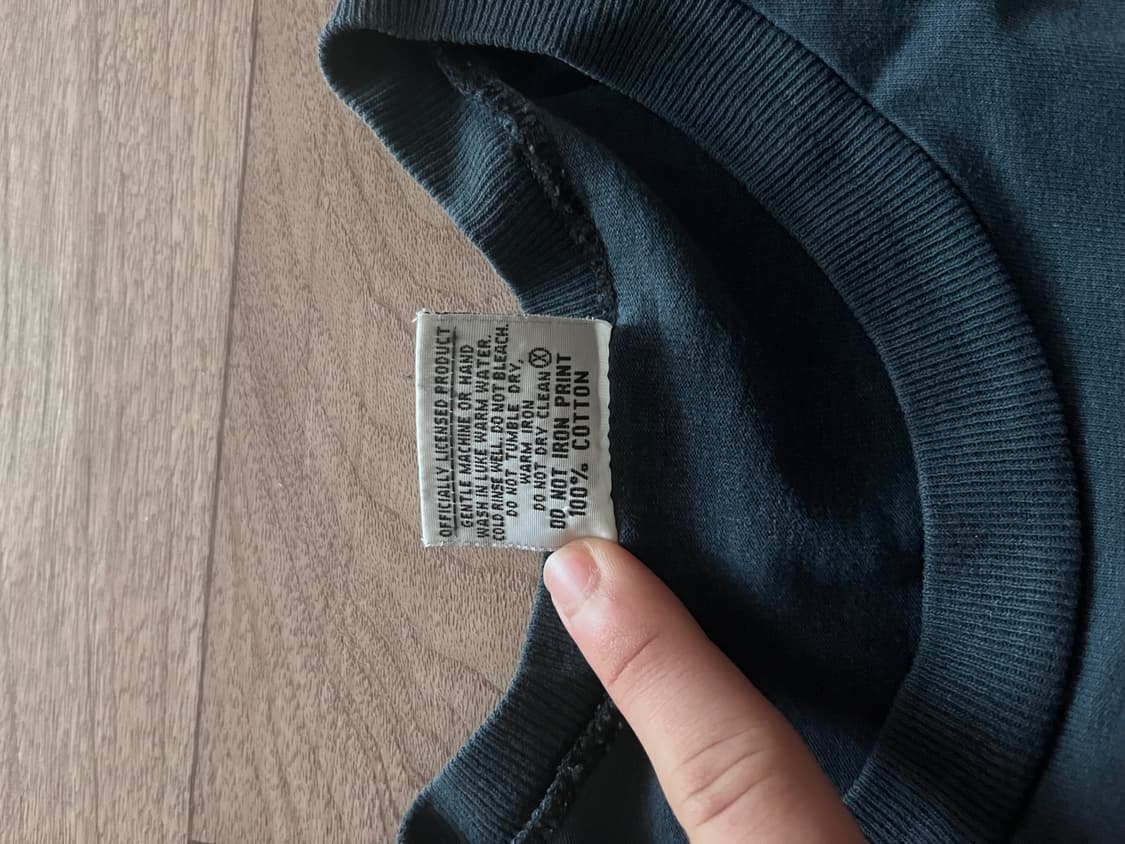 OFFICIALLY LICENSED PRODUCT
GENTLE MACHINE OR HAND
WASH IN LUKE WARM WATER.
COLD RINSE WELL. DO NOT BLEACH.
DO NOT TUMBLE DRY,
WARM IRON
DO NOT DRY CLEAN Ⓧ
DO NOT IRON PRINT
100% COTTON